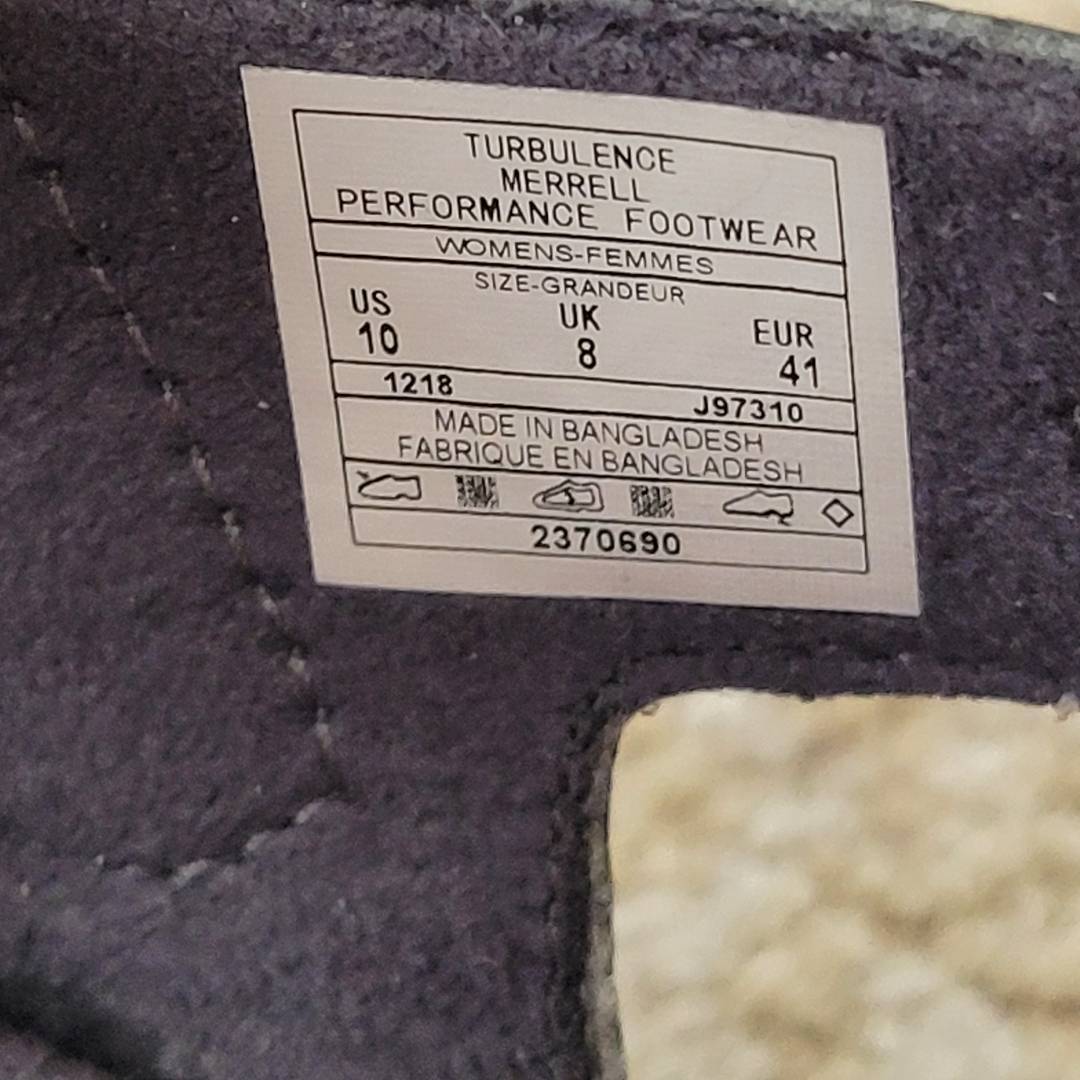 TURBULENCE
MERRELL
PERFORMANCE FOOTWEAR
WOMENS-FEMMES
SIZE-GRANDEUR
US UK EUR
10 8 41
1218 J97310
MADE IN BANGLADESH
FABRIQUE EN BANGLADESH
2370690